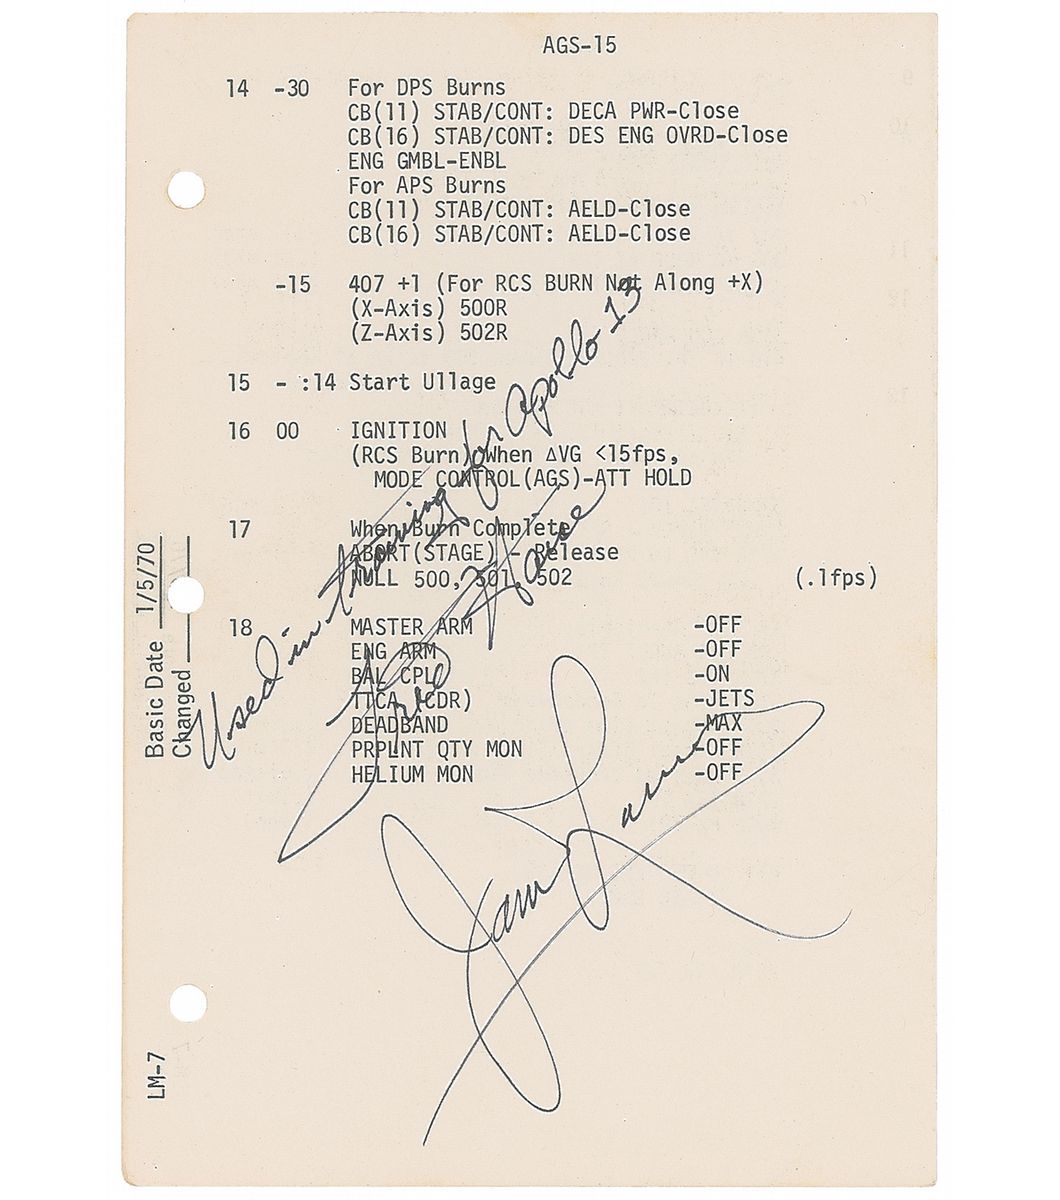 AGS-15
14 -30 For DPS Burns
CB(11) STAB/CONT: DECA PWR-Close
CB(16) STAB/CONT: DES ENG OVRD-Close
ENG GMBL-ENBL
For APS Burns
CB(11) STAB/CONT: AELD-Close
CB(16) STAB/CONT: AELD-Close
-15 407 +1 (For RCS BURN Not Along +X)
(X-Axis) 500R
(Z-Axis) 502R
15 - :14 Start Ullage
16 00 IGNITION
(RCS Burn) When ΔVG <15fps,
MODE CONTROL(AGS)-ATT HOLD
17 When Burn Complete
ABORT(STAGE) - Release
NULL 500, 501, 502 (.1fps)
18 MASTER ARM -OFF
ENG ARM -OFF
BAL CPL -ON
TTCA (CDR) -JETS
DEADBAND -MAX
PRPLNT QTY MON -OFF
HELIUM MON -OFF
Used in training for Apollo 13
Fred Haise
James Lovell
Basic Date 1/5/70
Changed
LM-7